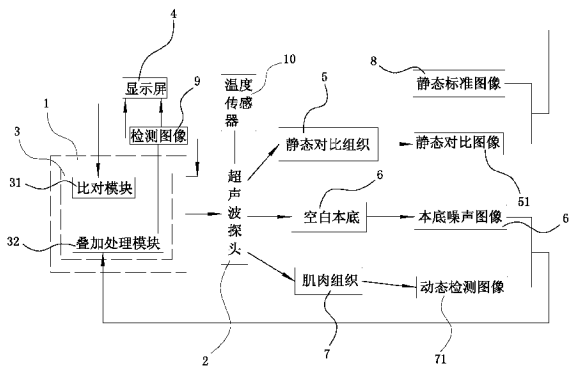 4
显示屏
9
检测图像
10
温度
传感
器
5
静态对比组织
8
静态标准图像
静态对比图像
51
1
3
31
比对模块
32
叠加处理模块
超
声
波
探
头
2
6
空白本底
本底噪声图像
6
肌肉组织
7
动态检测图像
71